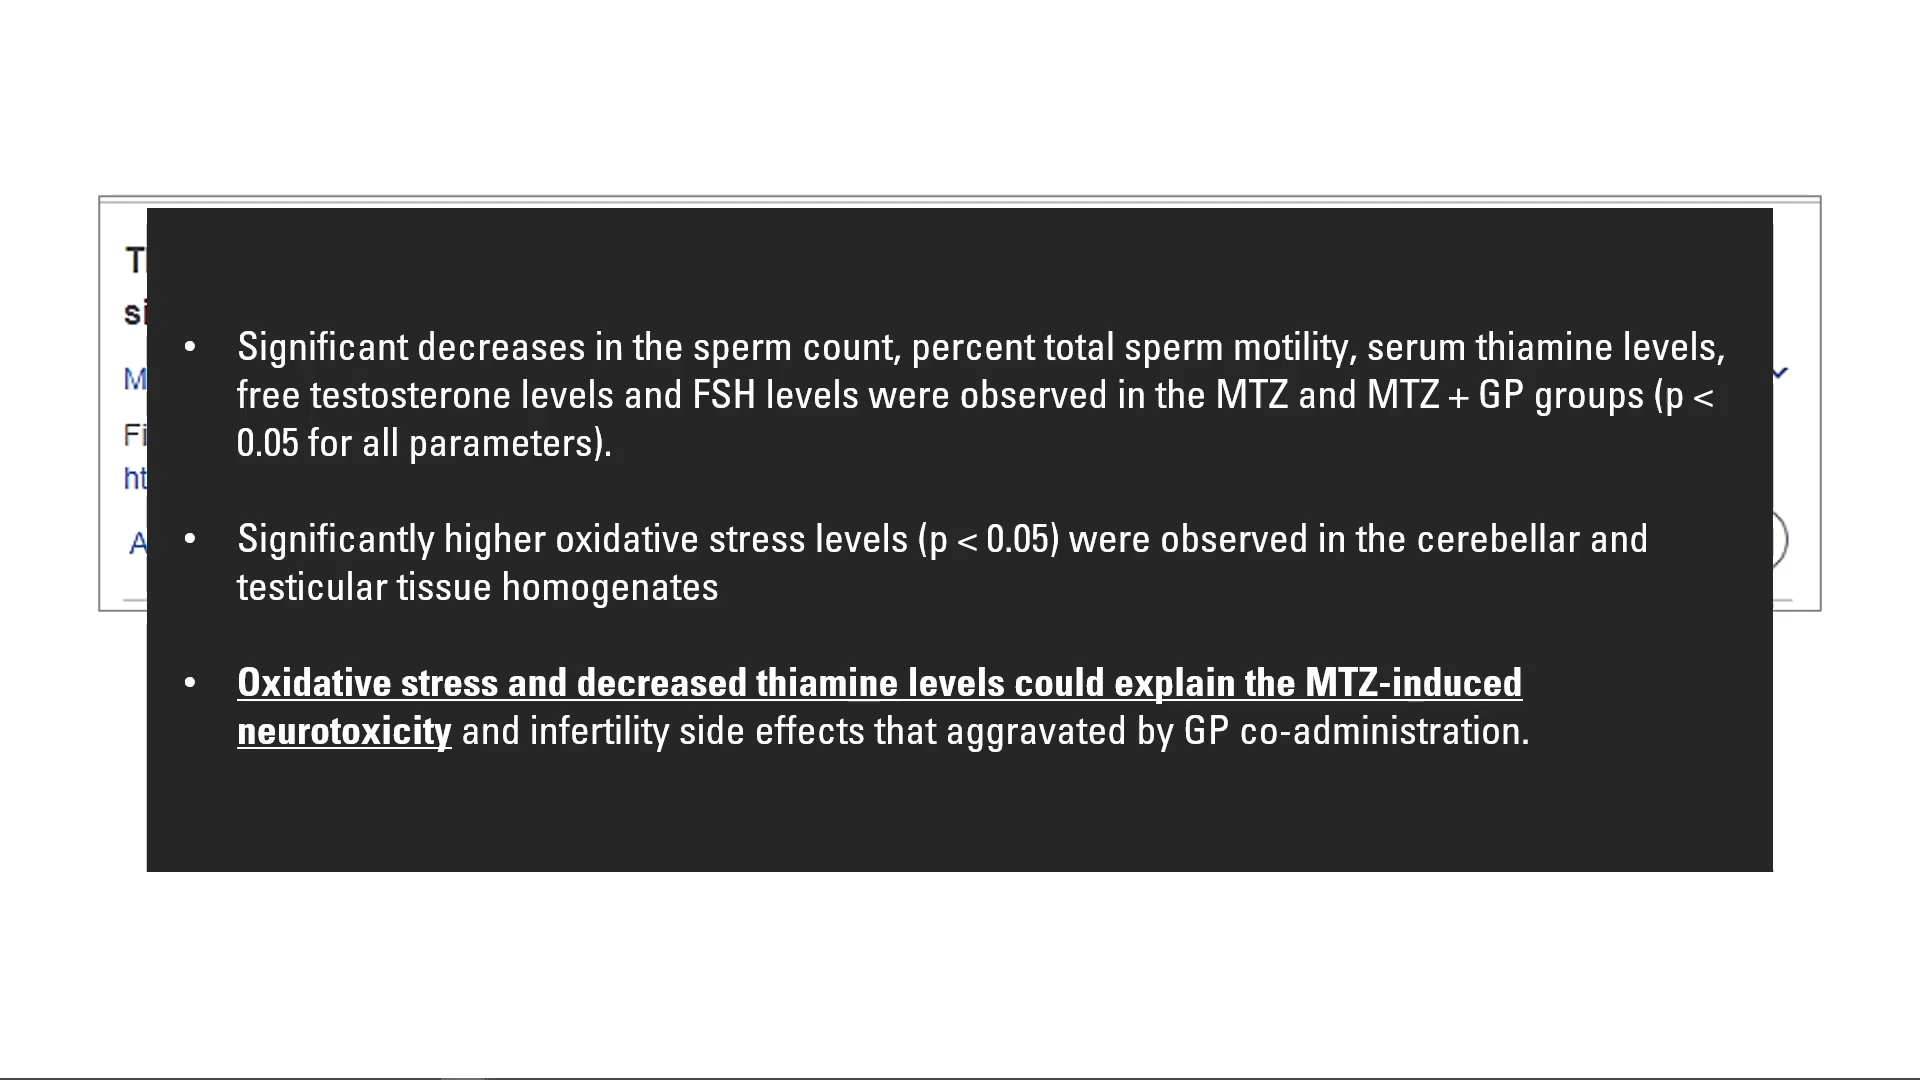 • Significant decreases in the sperm count, percent total sperm motility, serum thiamine levels,
free testosterone levels and FSH levels were observed in the MTZ and MTZ + GP groups (p <
0.05 for all parameters).
• Significantly higher oxidative stress levels (p < 0.05) were observed in the cerebellar and
testicular tissue homogenates
• Oxidative stress and decreased thiamine levels could explain the MTZ-induced
neurotoxicity and infertility side effects that aggravated by GP co-administration.